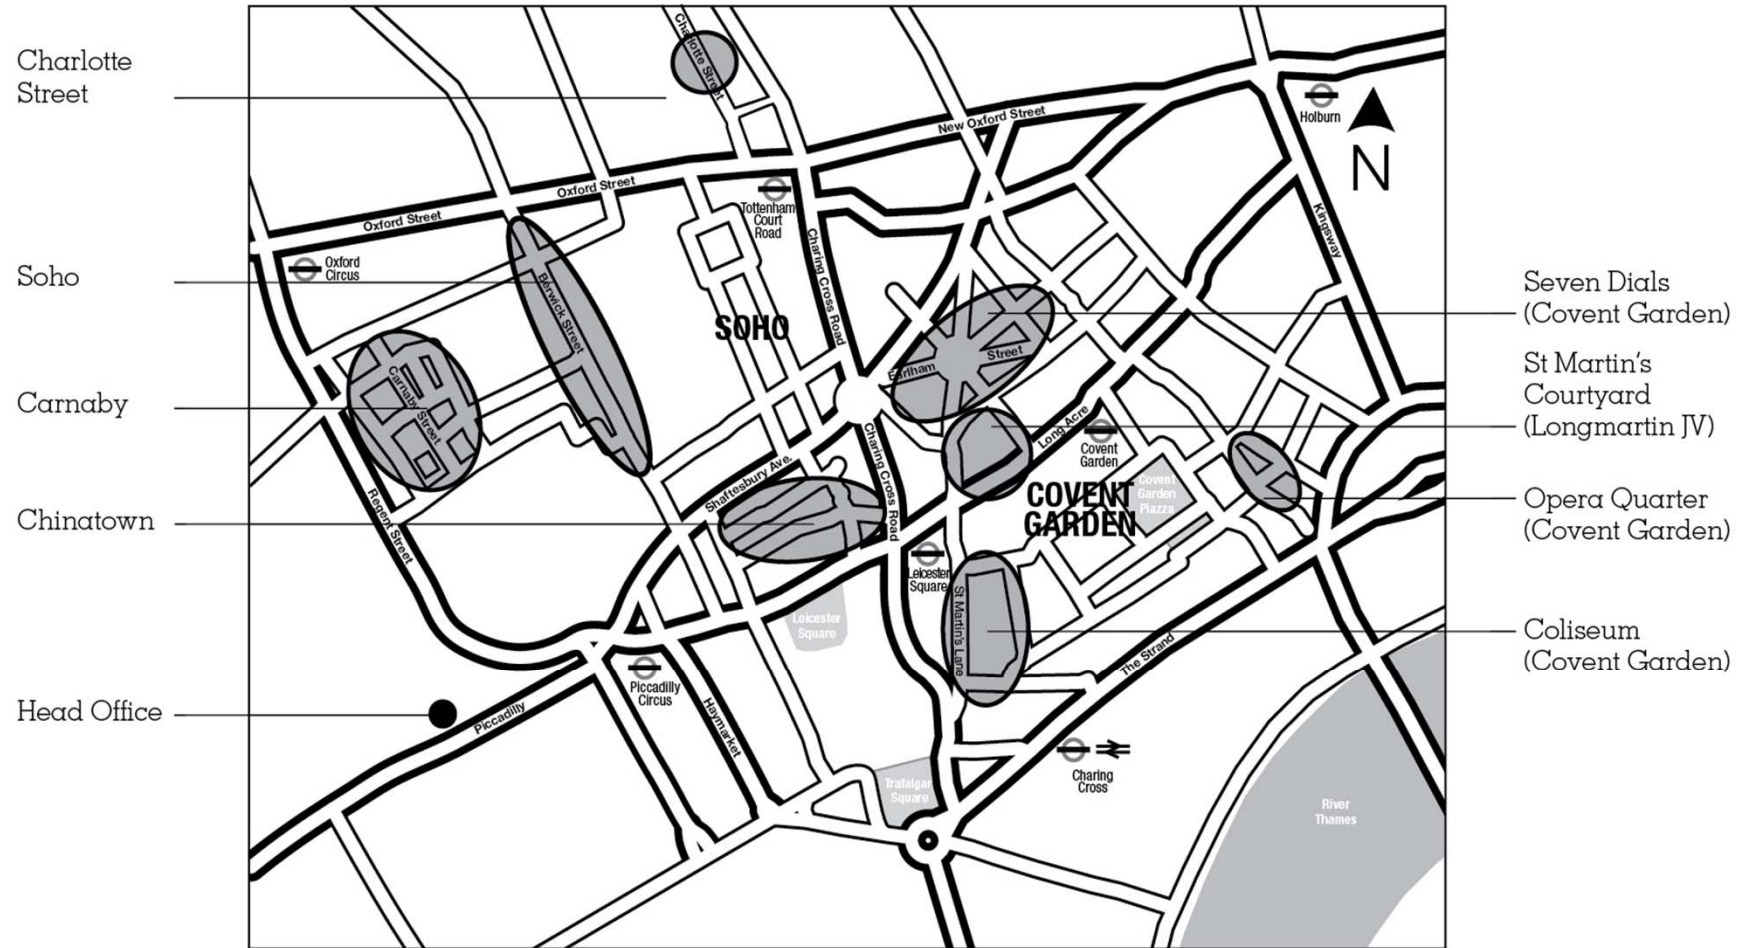 Charlotte
Street
Soho
Carnaby
Chinatown
Head Office
Charlotte Street
New Oxford Street
Holburn
N
Oxford Street
Oxford Street
Tottenham
Court
Road
Oxford
Circus
Kingsway
Charing Cross Road
Berwick Street
SOHO
Earlham
Street
Carnaby Street
Long Acre
Covent
Garden
Charing Cross Road
Shaftesbury Ave.
COVENT
GARDEN
Covent
Garden
Piazza
Regent Street
Leicester
Square
St Martin's Lane
Leicester
Square
The Strand
Piccadilly
Circus
Piccadilly
Haymarket
Charing
Cross
Trafalgar
Square
River
Thames
Seven Dials
(Covent Garden)
St Martin’s
Courtyard
(Longmartin JV)
Opera Quarter
(Covent Garden)
Coliseum
(Covent Garden)